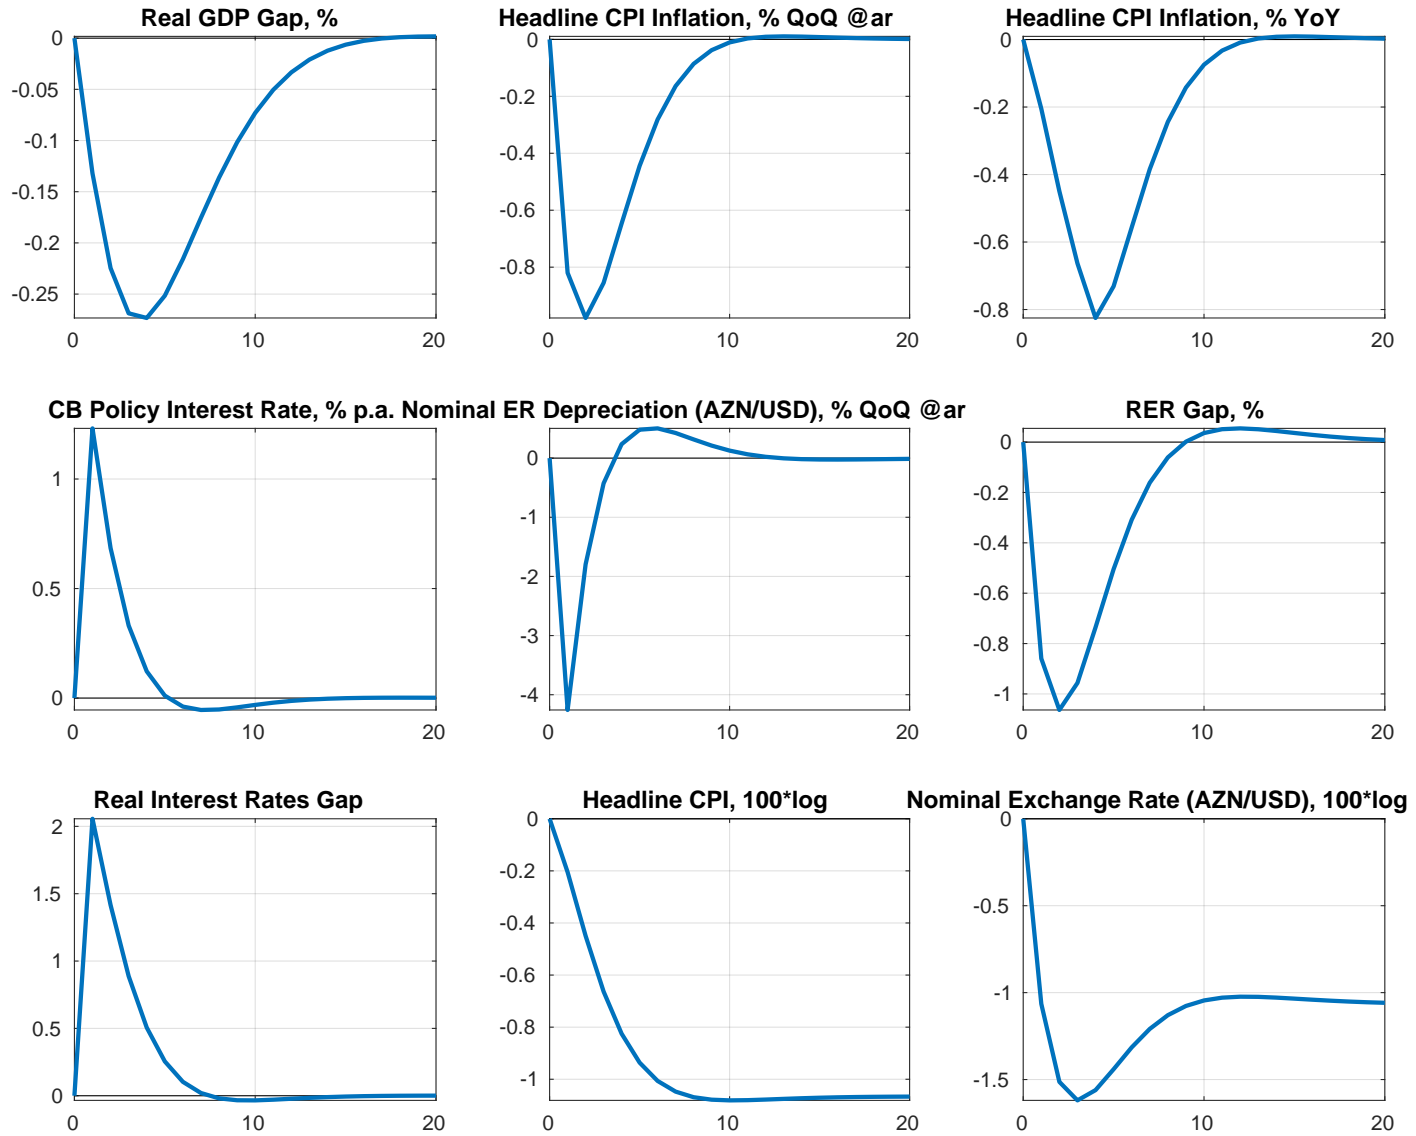 Real GDP Gap, %
0
-0.05
-0.1
-0.15
-0.2
-0.25
0 10 20
Headline CPI Inflation, % QoQ @ar
0
-0.2
-0.4
-0.6
-0.8
0 10 20
Headline CPI Inflation, % YoY
0
-0.2
-0.4
-0.6
-0.8
0 10 20
CB Policy Interest Rate, % p.a.
1
0.5
0
0 10 20
Nominal ER Depreciation (AZN/USD), % QoQ @ar
0
-1
-2
-3
-4
0 10 20
RER Gap, %
0
-0.2
-0.4
-0.6
-0.8
-1
0 10 20
Real Interest Rates Gap
2
1.5
1
0.5
0
0 10 20
Headline CPI, 100*log
0
-0.2
-0.4
-0.6
-0.8
-1
0 10 20
Nominal Exchange Rate (AZN/USD), 100*log
0
-0.5
-1
-1.5
0 10 20